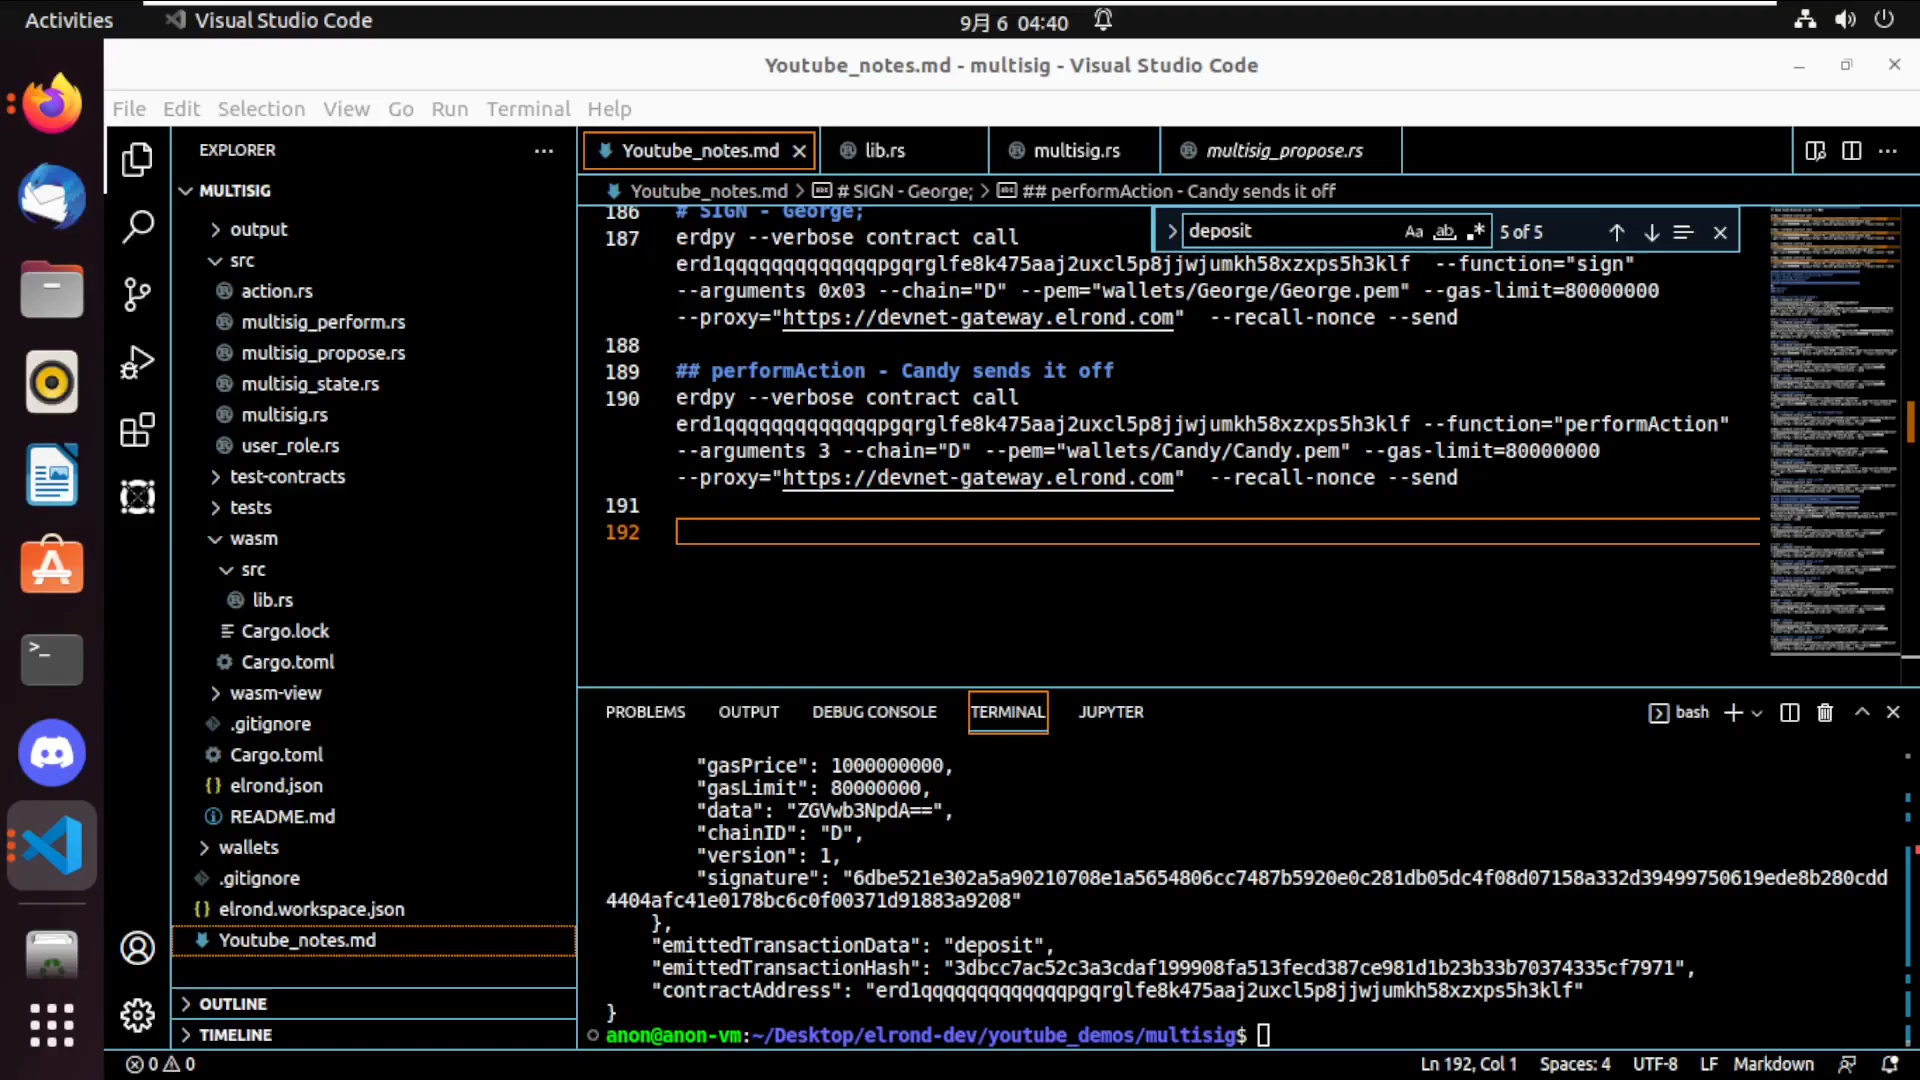 Activities
Visual Studio Code
9月 6 04:40
Youtube_notes.md - multisig - Visual Studio Code
File Edit Selection View Go Run Terminal Help
EXPLORER
MULTISIG
output
src
action.rs
multisig_perform.rs
multisig_propose.rs
multisig_state.rs
multisig.rs
user_role.rs
test-contracts
tests
wasm
src
lib.rs
Cargo.lock
Cargo.toml
wasm-view
.gitignore
Cargo.toml
elrond.json
README.md
wallets
.gitignore
elrond.workspace.json
Youtube_notes.md
OUTLINE
TIMELINE
Youtube_notes.md
lib.rs
multisig.rs
multisig_propose.rs
Youtube_notes.md > # SIGN - George; > ## performAction - Candy sends it off
deposit
Aa ab .* 5 of 5
186 # SIGN - George;
187 erdpy --verbose contract call
erd1qqqqqqqqqqqqqpgqrglfe8k475aaj2uxcl5p8jjwjumkh58xzxps5h3klf --function="sign"
--arguments 0x03 --chain="D" --pem="wallets/George/George.pem" --gas-limit=80000000
--proxy="https://devnet-gateway.elrond.com" --recall-nonce --send
188
189 ## performAction - Candy sends it off
190 erdpy --verbose contract call
erd1qqqqqqqqqqqqqpgqrglfe8k475aaj2uxcl5p8jjwjumkh58xzxps5h3klf --function="performAction"
--arguments 3 --chain="D" --pem="wallets/Candy/Candy.pem" --gas-limit=80000000
--proxy="https://devnet-gateway.elrond.com" --recall-nonce --send
191
192
PROBLEMS OUTPUT DEBUG CONSOLE TERMINAL JUPYTER
bash
"gasPrice": 1000000000,
"gasLimit": 80000000,
"data": "ZGVwb3NpdA==",
"chainID": "D",
"version": 1,
"signature": "6dbe521e302a5a90210708e1a5654806cc7487b5920e0c281db05dc4f08d07158a332d39499750619ede8b280cdd
4404afc41e0178bc6c0f00371d91883a9208"
},
"emittedTransactionData": "deposit",
"emittedTransactionHash": "3dbcc7ac52c3a3cdaf199908fa513fecd387ce981d1b23b33b70374335cf7971",
"contractAddress": "erd1qqqqqqqqqqqqqpgqrglfe8k475aaj2uxcl5p8jjwjumkh58xzxps5h3klf"
}
anon@anon-vm:~/Desktop/elrond-dev/youtube_demos/multisig$
0 0
Ln 192, Col 1 Spaces: 4 UTF-8 LF Markdown